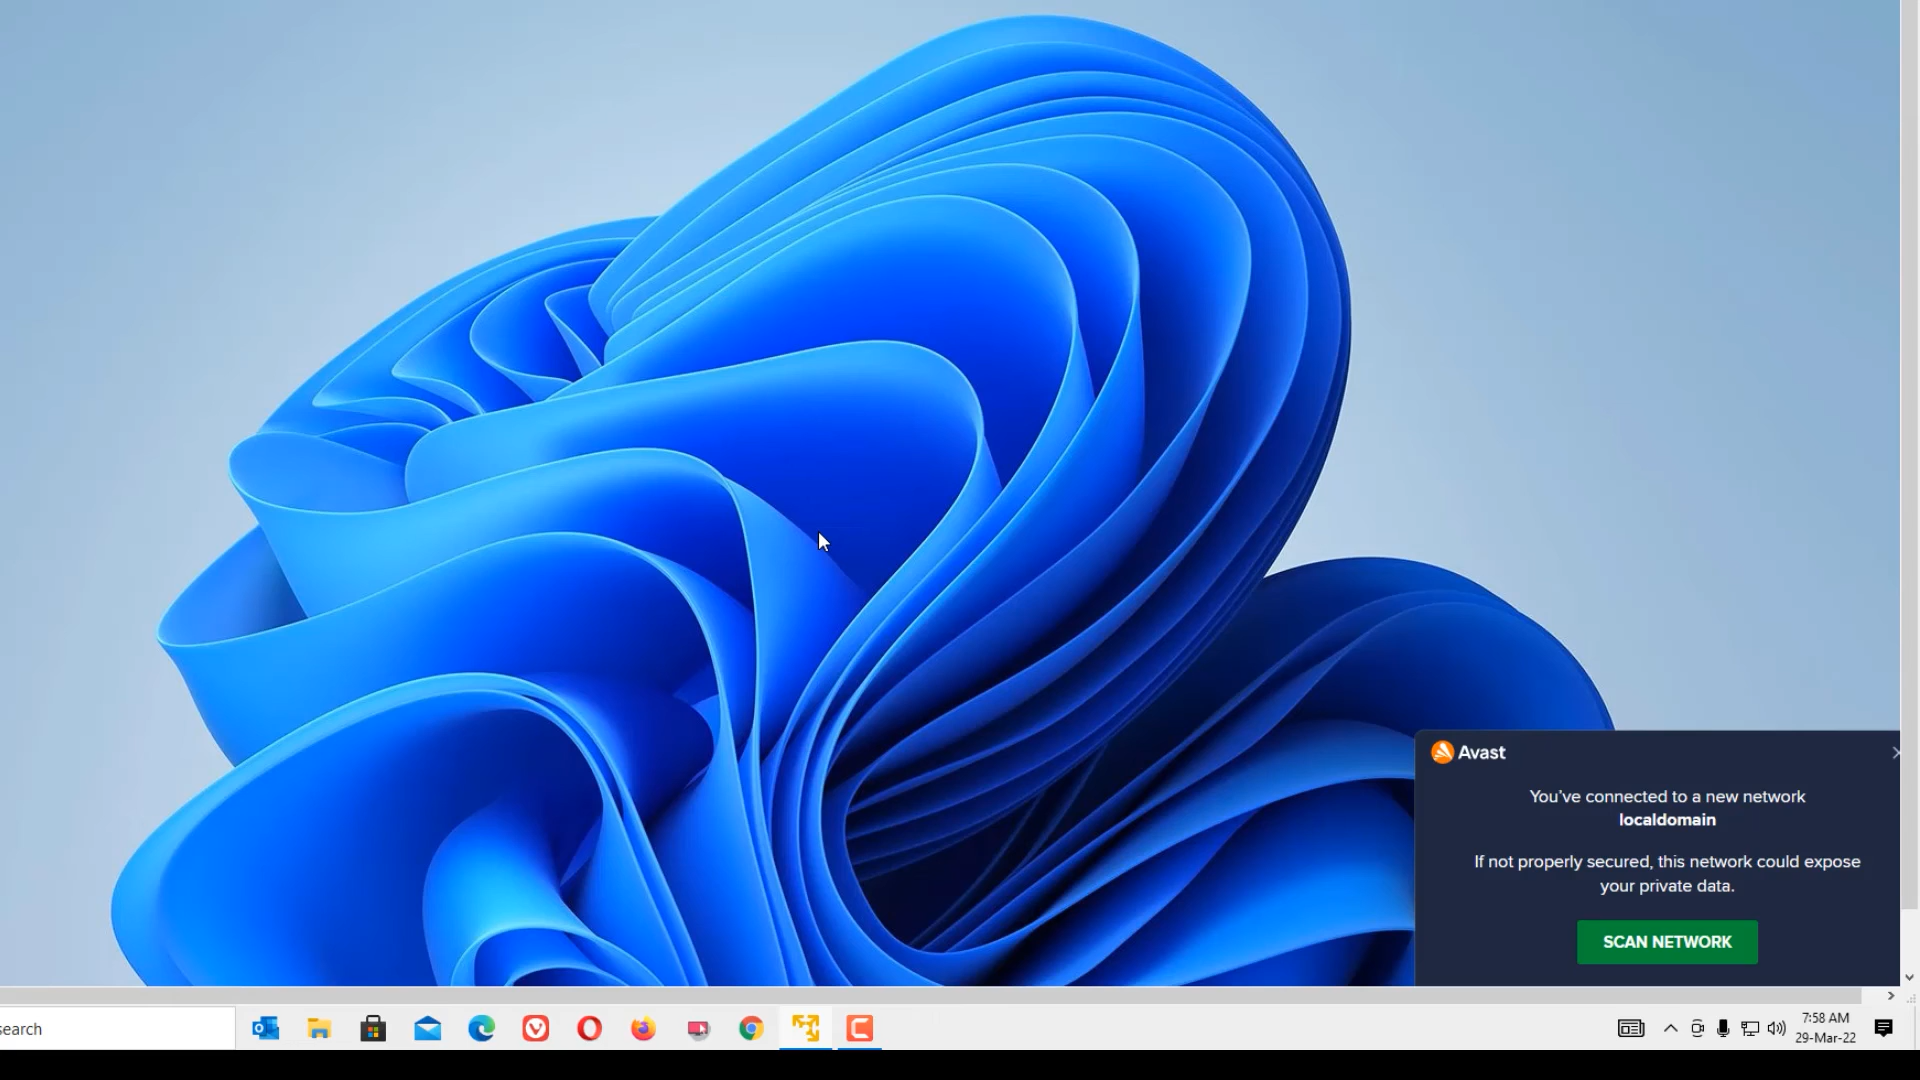 Avast
You've connected to a new network
localdomain
If not properly secured, this network could expose
your private data.
SCAN NETWORK
search
7:58 AM
29-Mar-22